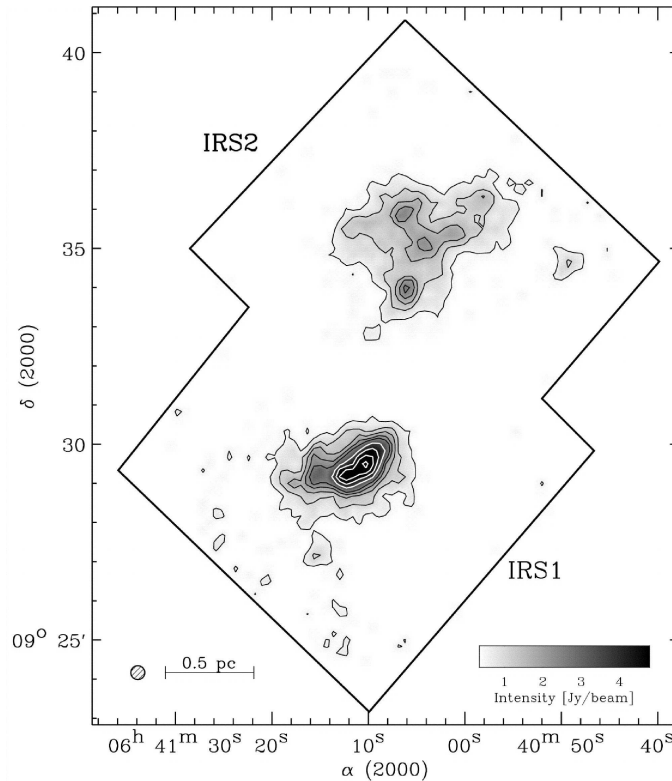 40
IRS2
35
δ (2000)
30
IRS1
09° 25'
0.5 pc
1 2 3 4
Intensity [Jy/beam]
06ʰ 41ᵐ 20ˢ 10ˢ 00ˢ 40ᵐ 50ˢ 40ˢ
α (2000)